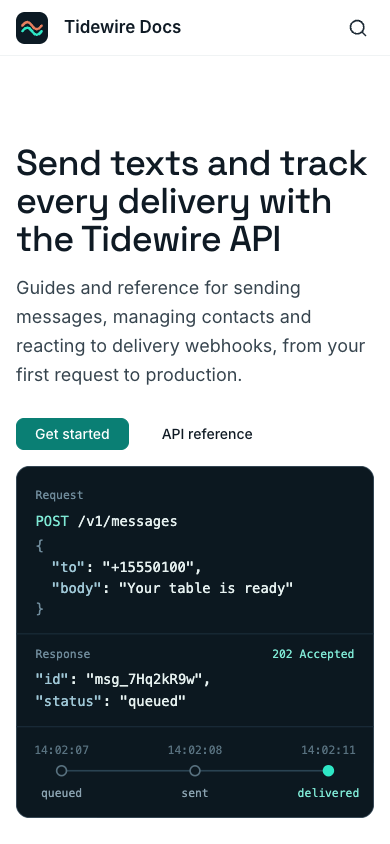 Tidewire Docs
Send texts and track
every delivery with
the Tidewire API
Guides and reference for sending
messages, managing contacts and
reacting to delivery webhooks, from your
first request to production.
Get started API reference
Request
POST /v1/messages
{
"to": "+15550100",
"body": "Your table is ready"
}
Response 202 Accepted
"id": "msg_7Hq2kR9w",
"status": "queued"
14:02:07 14:02:08 14:02:11
queued sent delivered